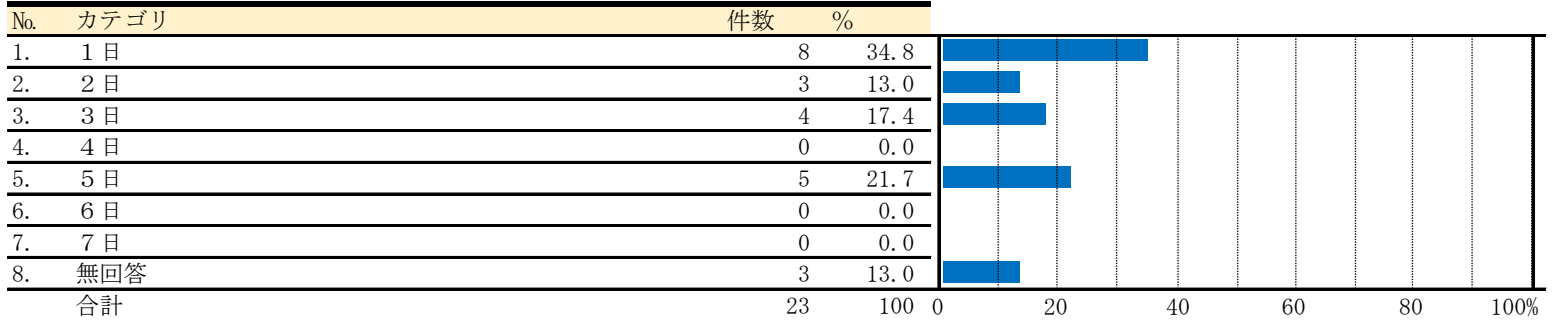 № カテゴリ 件数 %
1. 1日 8 34.8
2. 2日 3 13.0
3. 3日 4 17.4
4. 4日 0 0.0
5. 5日 5 21.7
6. 6日 0 0.0
7. 7日 0 0.0
8. 無回答 3 13.0
合計 23 100 0 20 40 60 80 100%